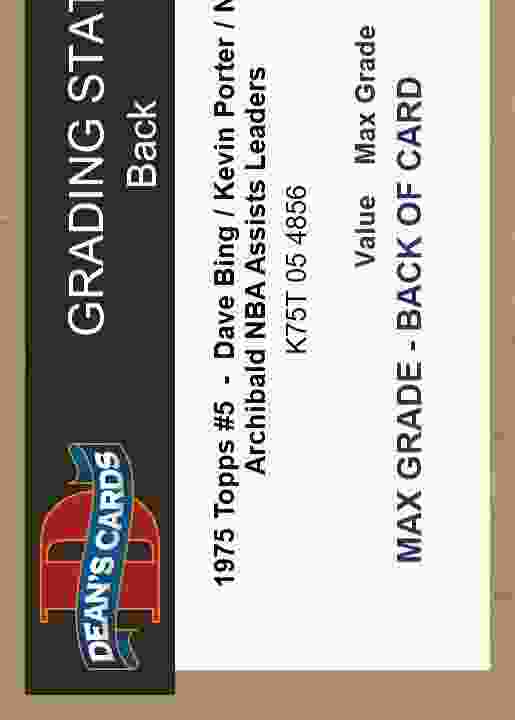 GRADING STAT
Back
DEAN'S CARDS
1975 Topps #5 - Dave Bing / Kevin Porter / N
Archibald NBA Assists Leaders
K75T 05 4856
Value Max Grade
MAX GRADE - BACK OF CARD